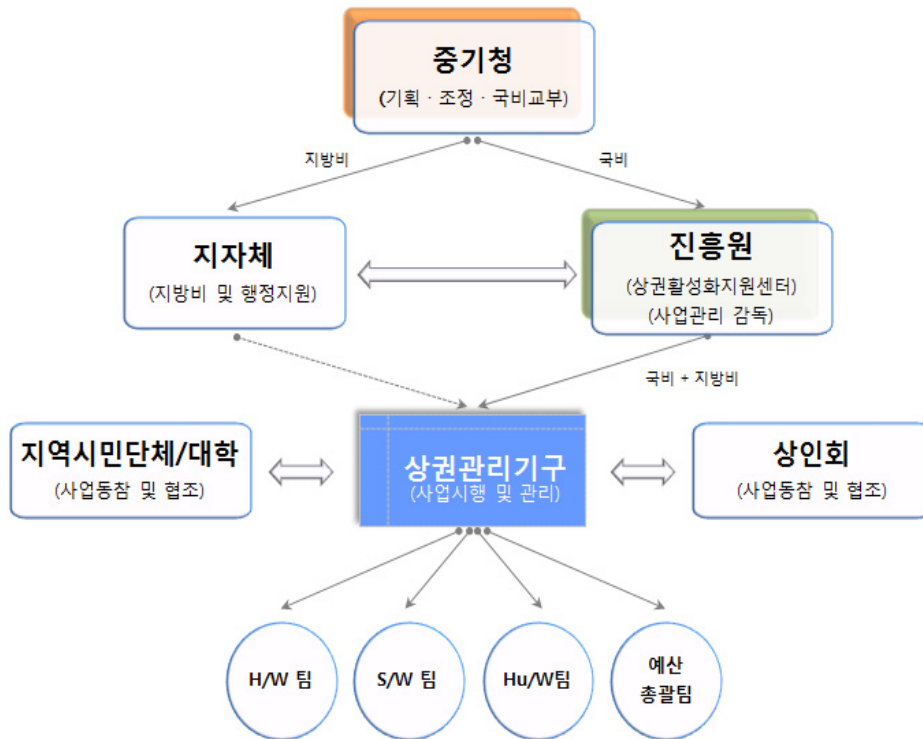 중기청
(기획 · 조정 · 국비교부)
지방비
국비
지자체
(지방비 및 행정지원)
진흥원
(상권활성화지원센터)
(사업관리 감독)
국비 + 지방비
지역시민단체/대학
(사업동참 및 협조)
상권관리기구
(사업시행 및 관리)
상인회
(사업동참 및 협조)
H/W 팀
S/W 팀
Hu/W팀
예산
총괄팀